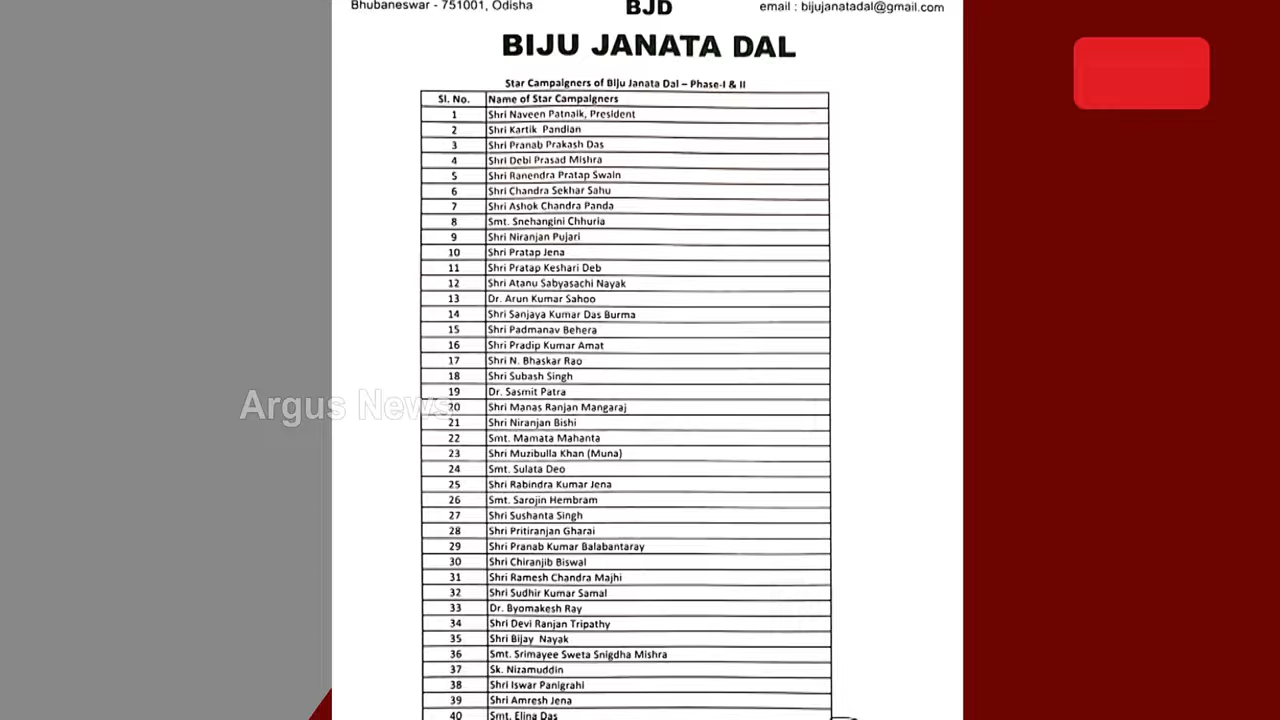 Bhubaneswar - 751001, Odisha
BJD
email : bijujanatadal@gmail.com
BIJU JANATA DAL
Star Campaigners of Biju Janata Dal – Phase-I & II
Sl. No. Name of Star Campaigners
1 Shri Naveen Patnaik, President
2 Shri Kartik Pandian
3 Shri Pranab Prakash Das
4 Shri Debi Prasad Mishra
5 Shri Ranendra Pratap Swain
6 Shri Chandra Sekhar Sahu
7 Shri Ashok Chandra Panda
8 Smt. Snehangini Chhuria
9 Shri Niranjan Pujari
10 Shri Pratap Jena
11 Shri Pratap Keshari Deb
12 Shri Atanu Sabyasachi Nayak
13 Dr. Arun Kumar Sahoo
14 Shri Sanjaya Kumar Das Burma
15 Shri Padmanav Behera
16 Shri Pradip Kumar Amat
17 Shri N. Bhaskar Rao
18 Shri Subash Singh
19 Dr. Sasmit Patra
Argus News
20 Shri Manas Ranjan Mangaraj
21 Shri Niranjan Bishi
22 Smt. Mamata Mahanta
23 Shri Muzibulla Khan (Muna)
24 Smt. Sulata Deo
25 Shri Rabindra Kumar Jena
26 Smt. Sarojin Hembram
27 Shri Sushanta Singh
28 Shri Pritiranjan Gharai
29 Shri Pranab Kumar Balabantaray
30 Shri Chiranjib Biswal
31 Shri Ramesh Chandra Majhi
32 Shri Sudhir Kumar Samal
33 Dr. Byomakesh Ray
34 Shri Devi Ranjan Tripathy
35 Shri Bijay Nayak
36 Smt. Srimayee Sweta Snigdha Mishra
37 Sk. Nizamuddin
38 Shri Iswar Panigrahi
39 Shri Amresh Jena
40 Smt. Elina Das